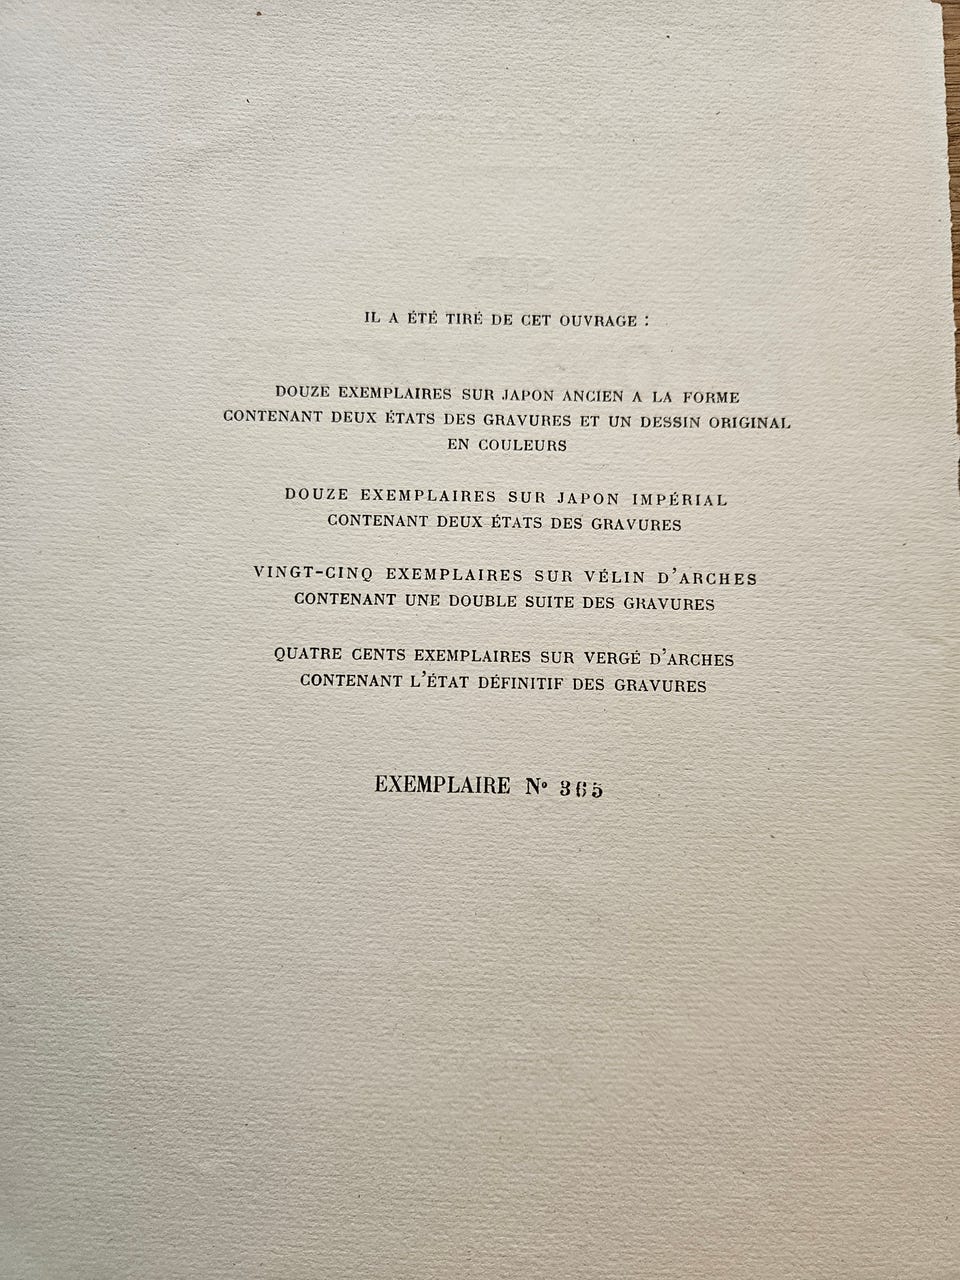 IL A ÉTÉ TIRÉ DE CET OUVRAGE :
DOUZE EXEMPLAIRES SUR JAPON ANCIEN A LA FORME
CONTENANT DEUX ÉTATS DES GRAVURES ET UN DESSIN ORIGINAL
EN COULEURS
DOUZE EXEMPLAIRES SUR JAPON IMPÉRIAL
CONTENANT DEUX ÉTATS DES GRAVURES
VINGT-CINQ EXEMPLAIRES SUR VÉLIN D'ARCHES
CONTENANT UNE DOUBLE SUITE DES GRAVURES
QUATRE CENTS EXEMPLAIRES SUR VERGÉ D'ARCHES
CONTENANT L'ÉTAT DÉFINITIF DES GRAVURES
EXEMPLAIRE Nº 365